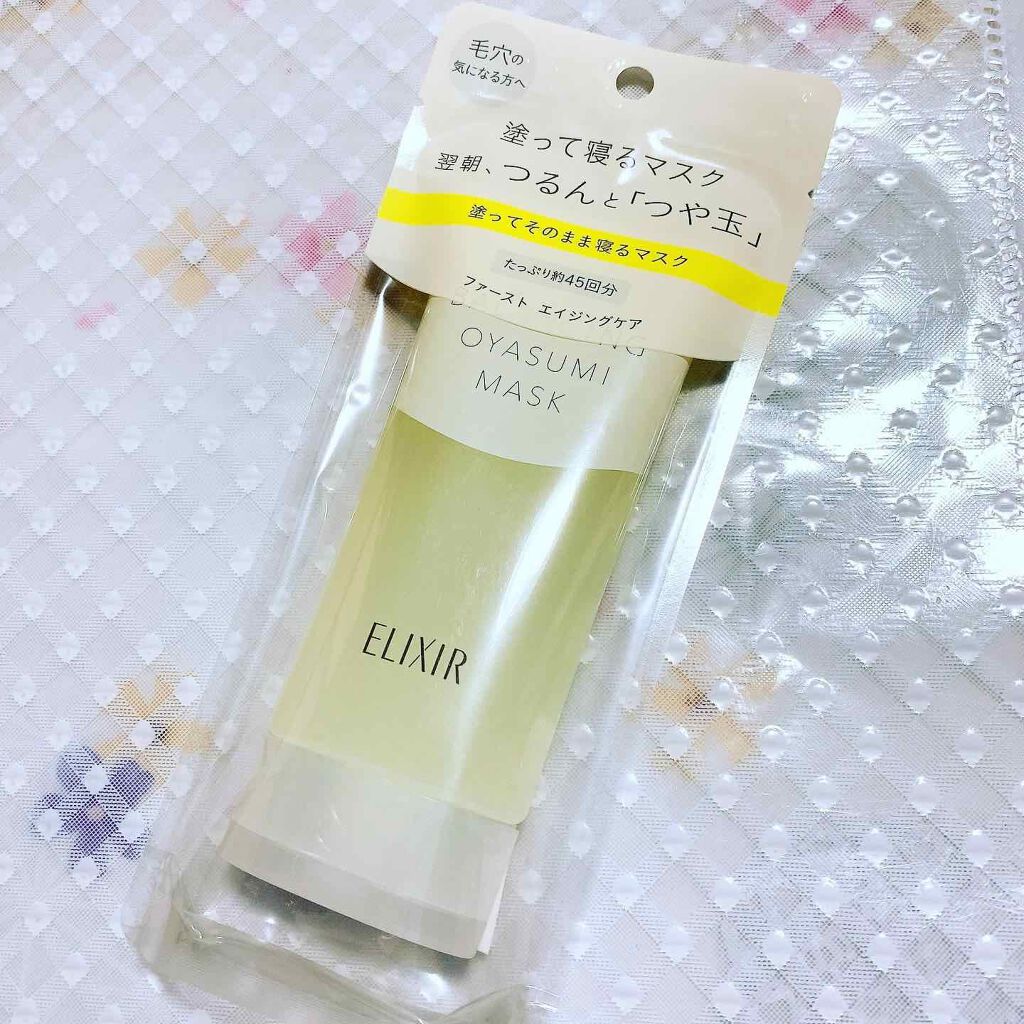 毛穴の
気になる方へ
塗って寝るマスク
翌朝、つるんと「つや玉」
塗ってそのまま寝るマスク
たっぷり約45回分
ファースト エイジングケア
OYASUMI
MASK
ELIXIR